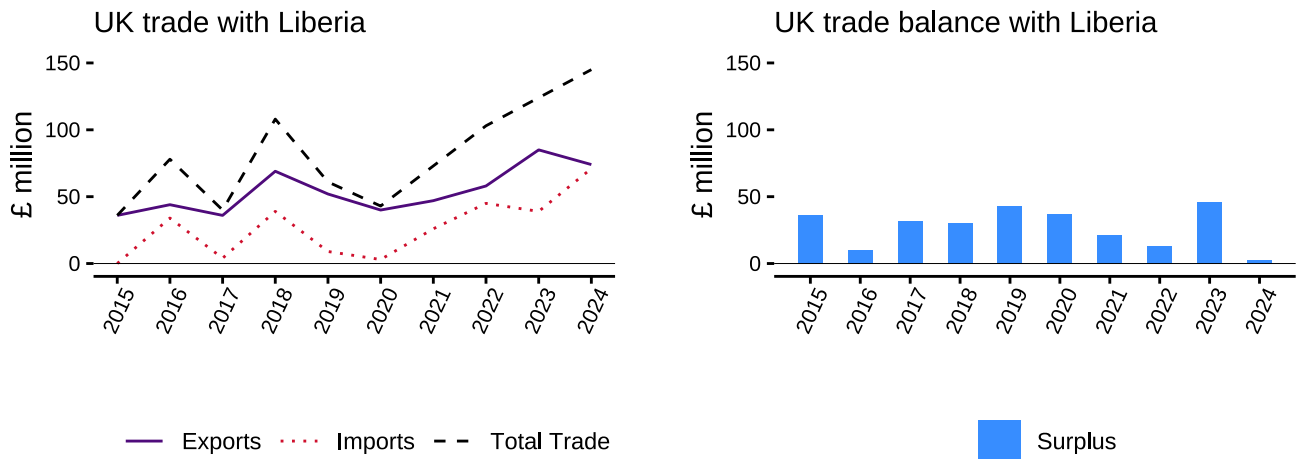 UK trade with Liberia
£ million
150
100
50
0
2015 2016 2017 2018 2019 2020 2021 2022 2023 2024
Exports Imports Total Trade
UK trade balance with Liberia
£ million
150
100
50
0
2015 2016 2017 2018 2019 2020 2021 2022 2023 2024
Surplus